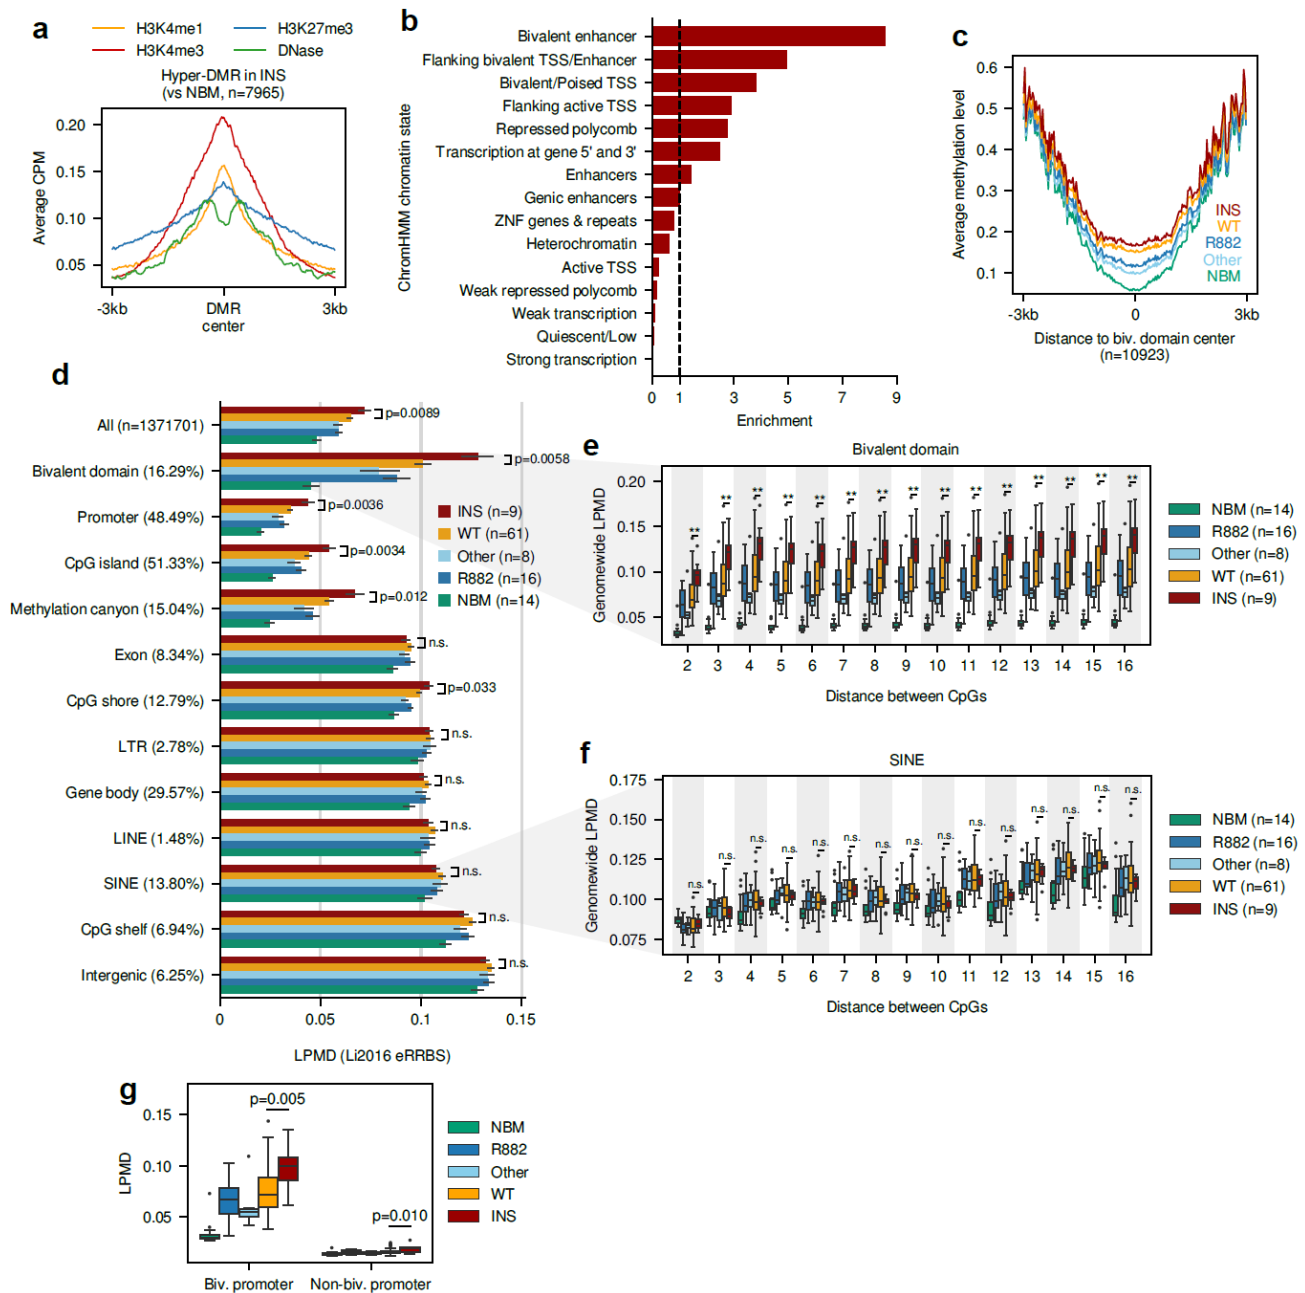 a
H3K4me1
H3K27me3
H3K4me3
DNase
Hyper-DMR in INS
(vs NBM, n=7965)
Average CPM
0.20
0.15
0.10
0.05
-3kb
DMR
center
3kb
b
ChromHMM chromatin state
Bivalent enhancer
Flanking bivalent TSS/Enhancer
Bivalent/Poised TSS
Flanking active TSS
Repressed polycomb
Transcription at gene 5' and 3'
Enhancers
Genic enhancers
ZNF genes & repeats
Heterochromatin
Active TSS
Weak repressed polycomb
Weak transcription
Quiescent/Low
Strong transcription
0 1 3 5 7 9
Enrichment
c
Average methylation level
0.6
0.5
0.4
0.3
0.2
0.1
INS
WT
R882
Other
NBM
-3kb 0 3kb
Distance to biv. domain center
(n=10923)
d
All (n=1371701)
p=0.0089
Bivalent domain (16.29%)
p=0.0058
Promoter (48.49%)
p=0.0036
CpG island (51.33%)
p=0.0034
Methylation canyon (15.04%)
p=0.012
Exon (8.34%)
n.s.
CpG shore (12.79%)
p=0.033
LTR (2.78%)
n.s.
Gene body (29.57%)
n.s.
LINE (1.48%)
n.s.
SINE (13.80%)
n.s.
CpG shelf (6.94%)
n.s.
Intergenic (6.25%)
n.s.
INS (n=9)
WT (n=61)
Other (n=8)
R882 (n=16)
NBM (n=14)
0 0.05 0.1 0.15
LPMD (Li2016 eRRBS)
e
Bivalent domain
Genomewide LPMD
0.20
0.15
0.10
0.05
** ** ** ** ** ** ** ** ** ** ** ** ** ** **
2 3 4 5 6 7 8 9 10 11 12 13 14 15 16
Distance between CpGs
NBM (n=14)
R882 (n=16)
Other (n=8)
WT (n=61)
INS (n=9)
f
SINE
Genomewide LPMD
0.175
0.150
0.125
0.100
0.075
n.s. n.s. n.s. n.s. n.s. n.s. n.s. n.s. n.s. n.s. n.s. n.s. n.s. n.s. n.s.
2 3 4 5 6 7 8 9 10 11 12 13 14 15 16
Distance between CpGs
NBM (n=14)
R882 (n=16)
Other (n=8)
WT (n=61)
INS (n=9)
g
LPMD
0.15
0.10
0.05
p=0.005
p=0.010
Biv. promoter
Non-biv. promoter
NBM
R882
Other
WT
INS